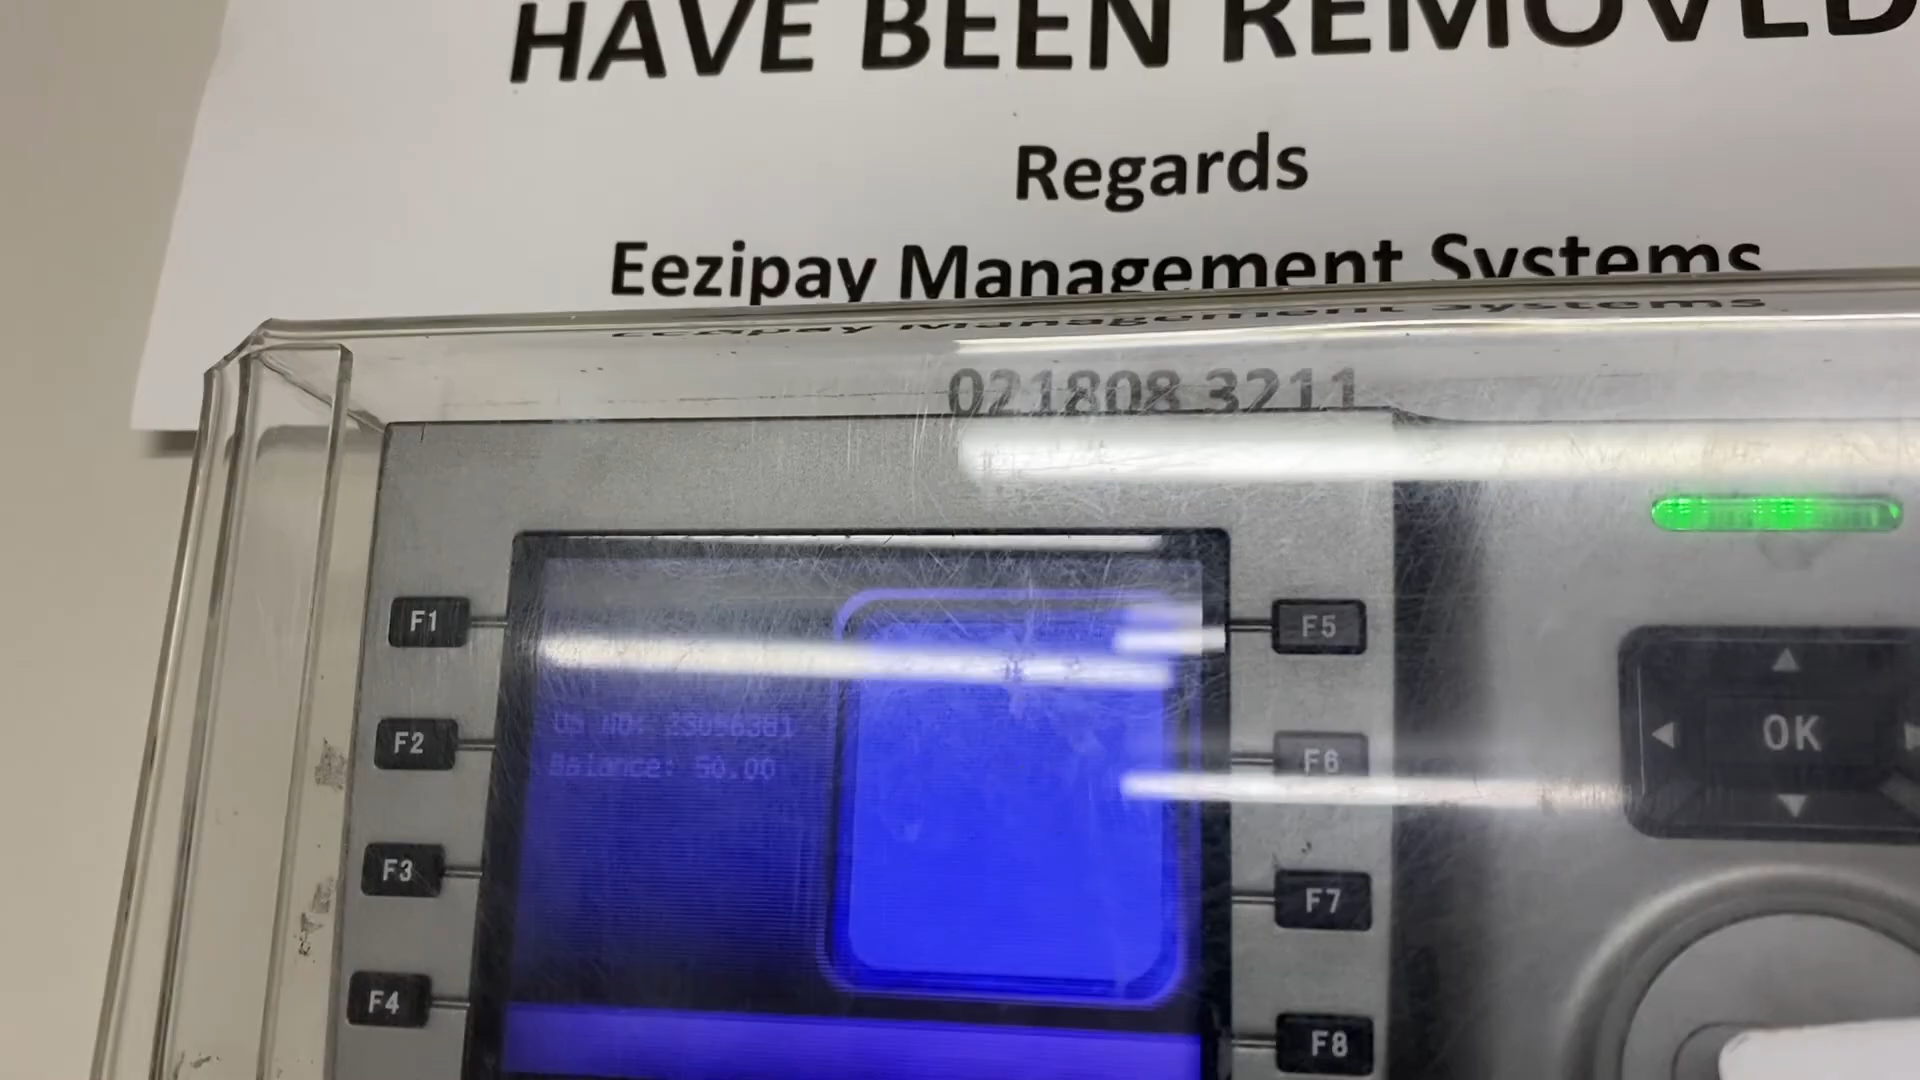 HAVE BEEN REMOVED
Regards
Eezipay Management Systems
021808 3211
F1
F5
F2
Balance: 50.00
F6
OK
F3
F7
F4
F8